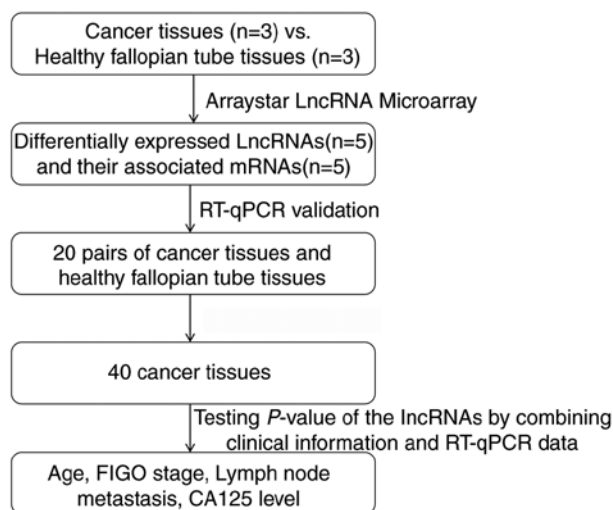 Cancer tissues (n=3) vs.
Healthy fallopian tube tissues (n=3)
Arraystar LncRNA Microarray
Differentially expressed LncRNAs(n=5)
and their associated mRNAs(n=5)
RT-qPCR validation
20 pairs of cancer tissues and
healthy fallopian tube tissues
40 cancer tissues
Testing P-value of the lncRNAs by combining
clinical information and RT-qPCR data
Age, FIGO stage, Lymph node
metastasis, CA125 level